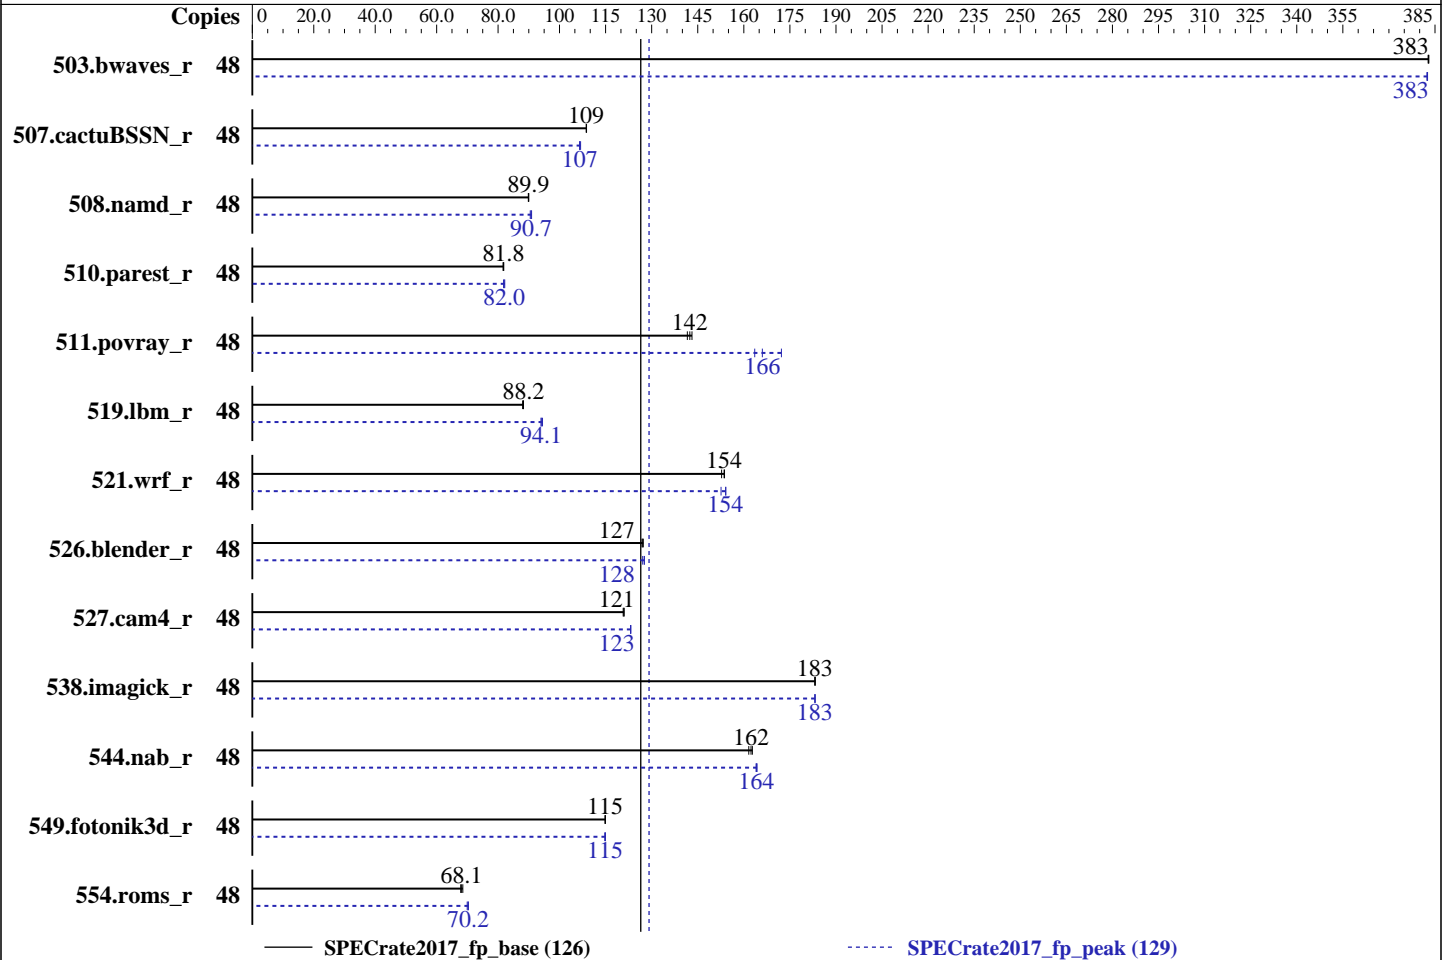 Copies 0 20.0 40.0 60.0 80.0 100 115 130 145 160 175 190 205 220 235 250 265 280 295 310 325 340 355 385
503.bwaves_r 48 383
383
507.cactuBSSN_r 48 109
107
508.namd_r 48 89.9
90.7
510.parest_r 48 81.8
82.0
511.povray_r 48 142
166
519.lbm_r 48 88.2
94.1
521.wrf_r 48 154
154
526.blender_r 48 127
128
527.cam4_r 48 121
123
538.imagick_r 48 183
183
544.nab_r 48 162
164
549.fotonik3d_r 48 115
115
554.roms_r 48 68.1
70.2
SPECrate2017_fp_base (126) SPECrate2017_fp_peak (129)